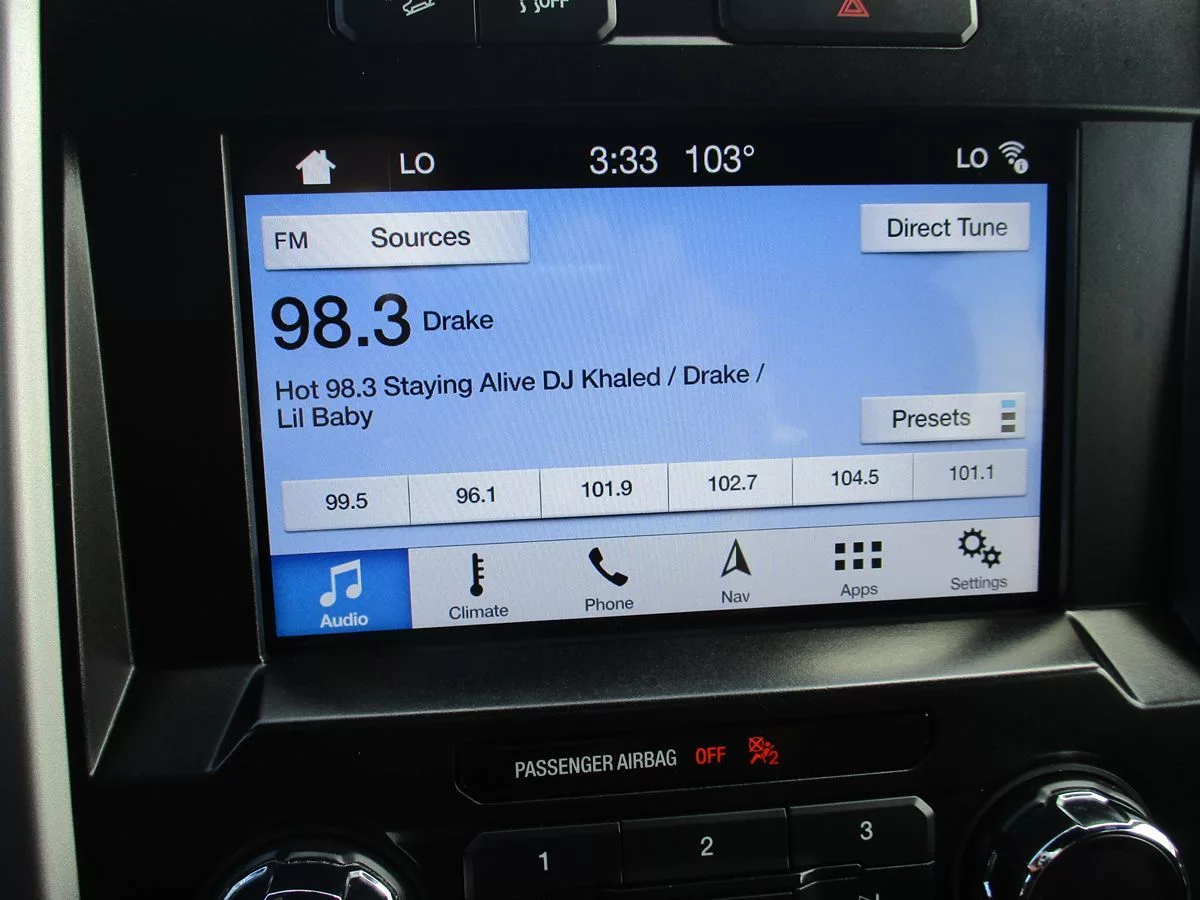 OFF
LO 3:33 103° LO
FM Sources Direct Tune
98.3 Drake
Hot 98.3 Staying Alive DJ Khaled / Drake /
Lil Baby
Presets
99.5 96.1 101.9 102.7 104.5 101.1
Audio Climate Phone Nav Apps Settings
PASSENGER AIRBAG OFF 2
1 2 3